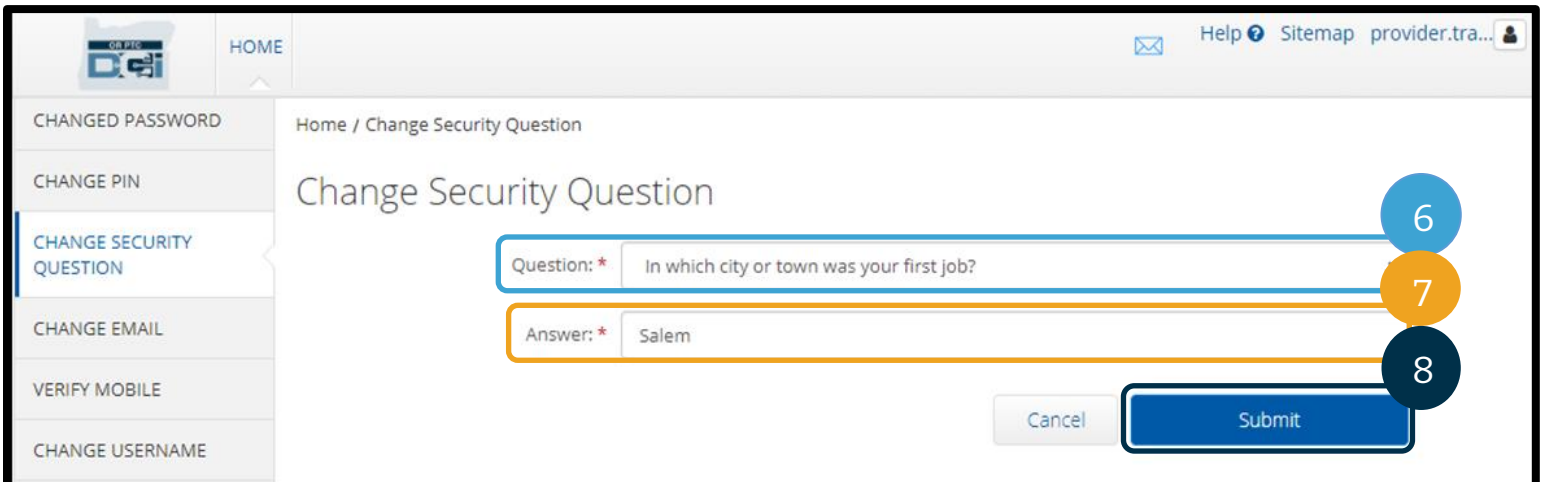 OR PTC
DCi
HOME
Help ? Sitemap provider.tra...
CHANGED PASSWORD
CHANGE PIN
CHANGE SECURITY
QUESTION
CHANGE EMAIL
VERIFY MOBILE
CHANGE USERNAME
Home / Change Security Question
Change Security Question
6
Question: * In which city or town was your first job?
7
Answer: * Salem
8
Cancel Submit